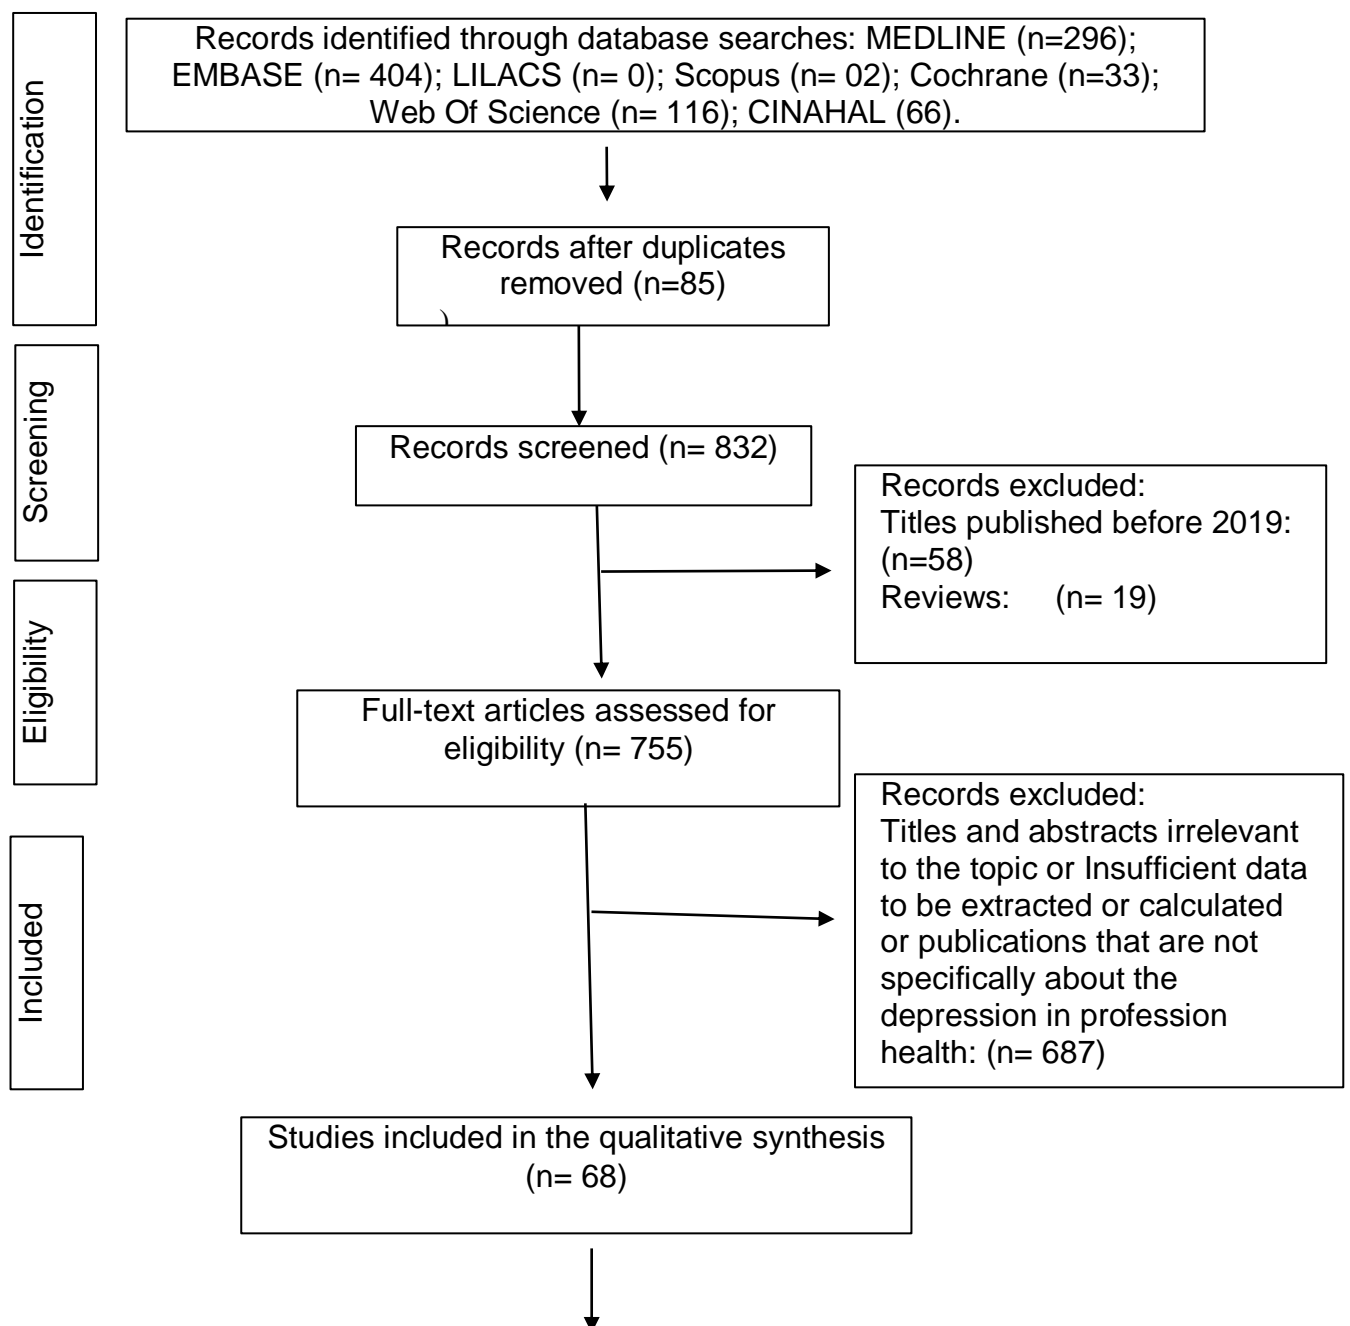 Identification
Records identified through database searches: MEDLINE (n=296);
EMBASE (n= 404); LILACS (n= 0); Scopus (n= 02); Cochrane (n=33);
Web Of Science (n= 116); CINAHAL (66).
Records after duplicates
removed (n=85)
)
Screening
Records screened (n= 832)
Records excluded:
Titles published before 2019:
(n=58)
Reviews: (n= 19)
Eligibility
Full-text articles assessed for
eligibility (n= 755)
Records excluded:
Titles and abstracts irrelevant
to the topic or Insufficient data
to be extracted or calculated
or publications that are not
specifically about the
depression in profession
health: (n= 687)
Included
Studies included in the qualitative synthesis
(n= 68)